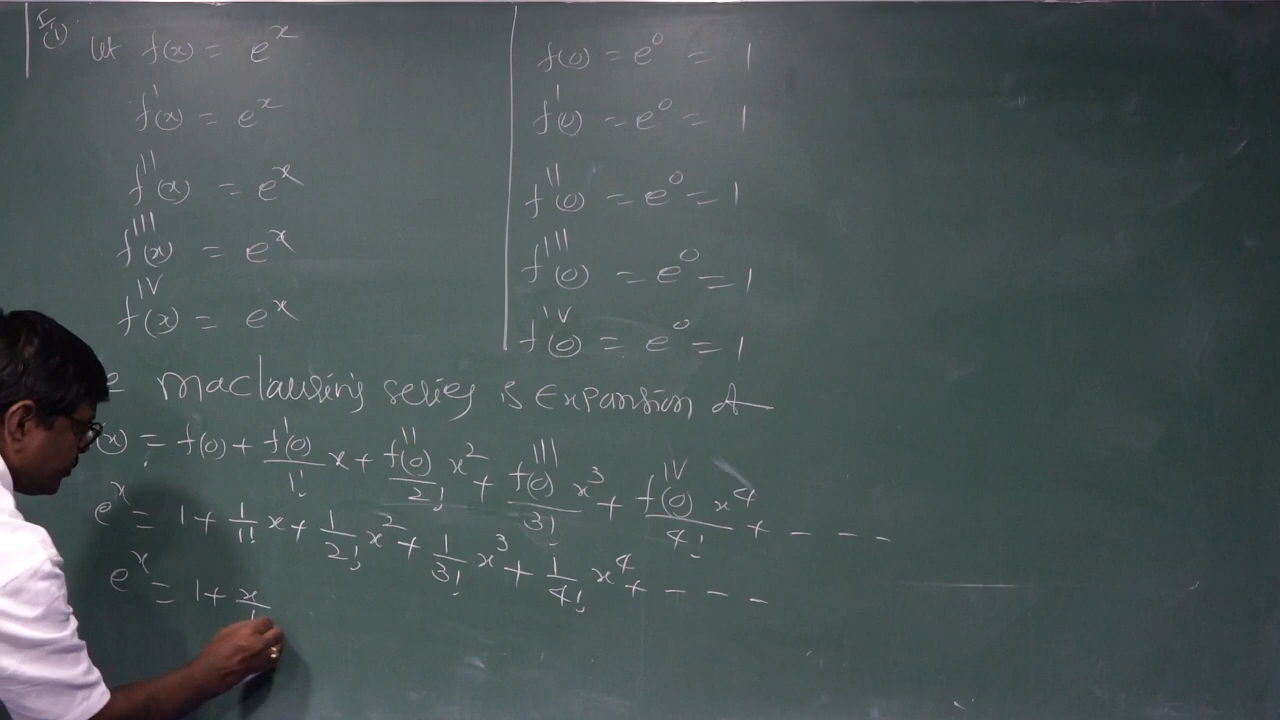 I
(1) let f(x) = e^x
f'(x) = e^x
f''(x) = e^x
f'''(x) = e^x
f^IV(x) = e^x
f(0) = e^0 = 1
f'(0) = e^0 = 1
f''(0) = e^0 = 1
f'''(0) = e^0 = 1
f^IV(0) = e^0 = 1
maclaurin's series is Expansion of
(x) = f(0) + f'(0)/1! x + f''(0)/2! x^2 + f'''(0)/3! x^3 + f^IV(0)/4! x^4 + - - - -
e^x = 1 + 1/1! x + 1/2! x^2 + 1/3! x^3 + 1/4! x^4 + - - - -
e^x = 1 + x/1